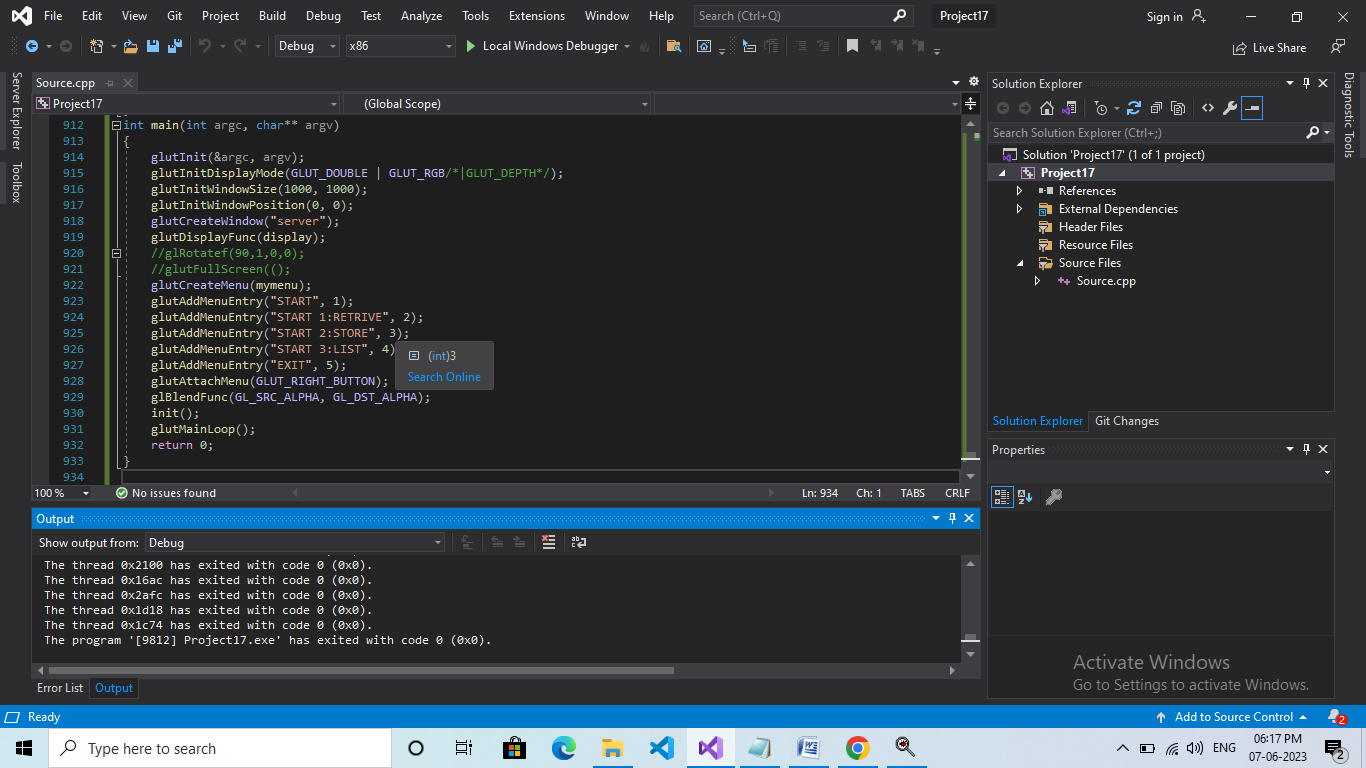 File Edit View Git Project Build Debug Test Analyze Tools Extensions Window Help Search (Ctrl+Q) Project17 Sign in
Debug x86 Local Windows Debugger Live Share
Server Explorer
Toolbox
Source.cpp
Project17 (Global Scope)
912 int main(int argc, char** argv)
913 {
914 glutInit(&argc, argv);
915 glutInitDisplayMode(GLUT_DOUBLE | GLUT_RGB/*|GLUT_DEPTH*/);
916 glutInitWindowSize(1000, 1000);
917 glutInitWindowPosition(0, 0);
918 glutCreateWindow("server");
919 glutDisplayFunc(display);
920 //glRotatef(90,1,0,0);
921 //glutFullScreen(();
922 glutCreateMenu(mymenu);
923 glutAddMenuEntry("START", 1);
924 glutAddMenuEntry("START 1:RETRIVE", 2);
925 glutAddMenuEntry("START 2:STORE", 3);
926 glutAddMenuEntry("START 3:LIST", 4)
927 glutAddMenuEntry("EXIT", 5);
928 glutAttachMenu(GLUT_RIGHT_BUTTON);
929 glBlendFunc(GL_SRC_ALPHA, GL_DST_ALPHA);
930 init();
931 glutMainLoop();
932 return 0;
933 }
934
(int)3
Search Online
100 % No issues found Ln: 934 Ch: 1 TABS CRLF
Output
Show output from: Debug
The thread 0x2100 has exited with code 0 (0x0).
The thread 0x16ac has exited with code 0 (0x0).
The thread 0x2afc has exited with code 0 (0x0).
The thread 0x1d18 has exited with code 0 (0x0).
The thread 0x1c74 has exited with code 0 (0x0).
The program '[9812] Project17.exe' has exited with code 0 (0x0).
Error List Output
Solution Explorer
Search Solution Explorer (Ctrl+;)
Solution 'Project17' (1 of 1 project)
Project17
References
External Dependencies
Header Files
Resource Files
Source Files
Source.cpp
Solution Explorer Git Changes
Properties
Diagnostic Tools
Activate Windows
Go to Settings to activate Windows.
Ready Add to Source Control 2
Type here to search ENG 06:17 PM
07-06-2023 2